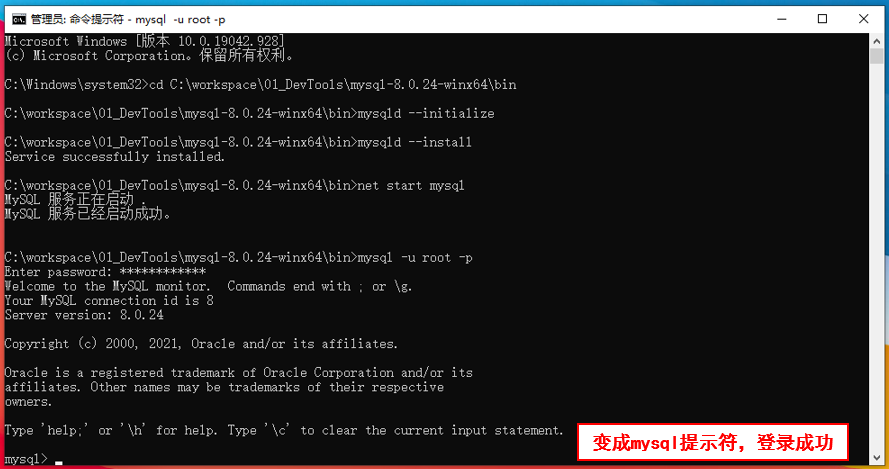 管理员: 命令提示符 - mysql -u root -p
Microsoft Windows [版本 10.0.19042.928]
(c) Microsoft Corporation。保留所有权利。
C:\Windows\system32>cd C:\workspace\01_DevTools\mysql-8.0.24-winx64\bin
C:\workspace\01_DevTools\mysql-8.0.24-winx64\bin>mysqld --initialize
C:\workspace\01_DevTools\mysql-8.0.24-winx64\bin>mysqld --install
Service successfully installed.
C:\workspace\01_DevTools\mysql-8.0.24-winx64\bin>net start mysql
MySQL 服务正在启动 .
MySQL 服务已经启动成功。
C:\workspace\01_DevTools\mysql-8.0.24-winx64\bin>mysql -u root -p
Enter password: ************
Welcome to the MySQL monitor.  Commands end with ; or \g.
Your MySQL connection id is 8
Server version: 8.0.24
Copyright (c) 2000, 2021, Oracle and/or its affiliates.
Oracle is a registered trademark of Oracle Corporation and/or its
affiliates. Other names may be trademarks of their respective
owners.
Type 'help;' or '\h' for help. Type '\c' to clear the current input statement.
变成mysql提示符，登录成功
mysql>